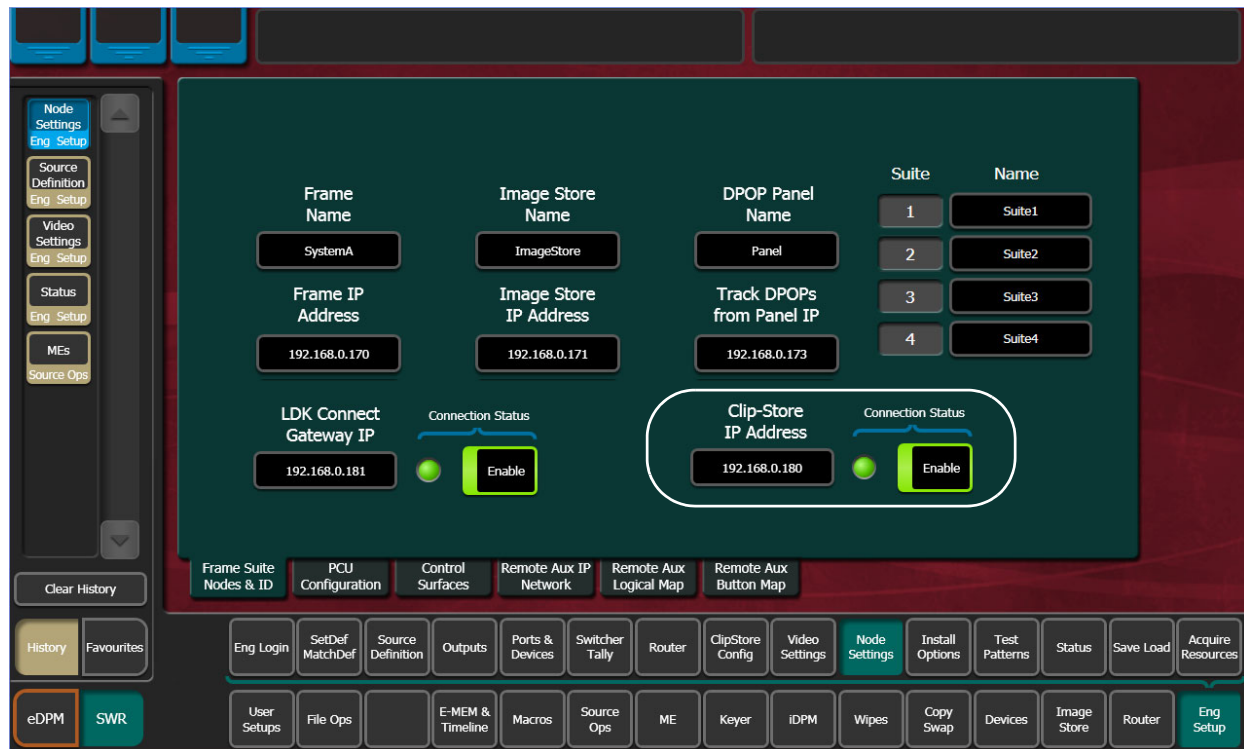 Node
Settings
Eng Setup
Source
Definition
Eng Setup
Video
Settings
Eng Setup
Status
Eng Setup
MEs
Source Ops
Clear History
History
Favourites
eDPM
SWR
Frame
Name
SystemA
Image Store
Name
ImageStore
DPOP Panel
Name
Panel
Suite
Name
1
Suite1
2
Suite2
3
Suite3
4
Suite4
Frame IP
Address
192.168.0.170
Image Store
IP Address
192.168.0.171
Track DPOPs
from Panel IP
192.168.0.173
LDK Connect
Gateway IP
192.168.0.181
Connection Status
Enable
Clip-Store
IP Address
192.168.0.180
Connection Status
Enable
Frame Suite
Nodes & ID
PCU
Configuration
Control
Surfaces
Remote Aux IP
Network
Remote Aux
Logical Map
Remote Aux
Button Map
Eng Login
SetDef
MatchDef
Source
Definition
Outputs
Ports &
Devices
Switcher
Tally
Router
ClipStore
Config
Video
Settings
Node
Settings
Install
Options
Test
Patterns
Status
Save Load
Acquire
Resources
User
Setups
File Ops
E-MEM &
Timeline
Macros
Source
Ops
ME
Keyer
iDPM
Wipes
Copy
Swap
Devices
Image
Store
Router
Eng
Setup